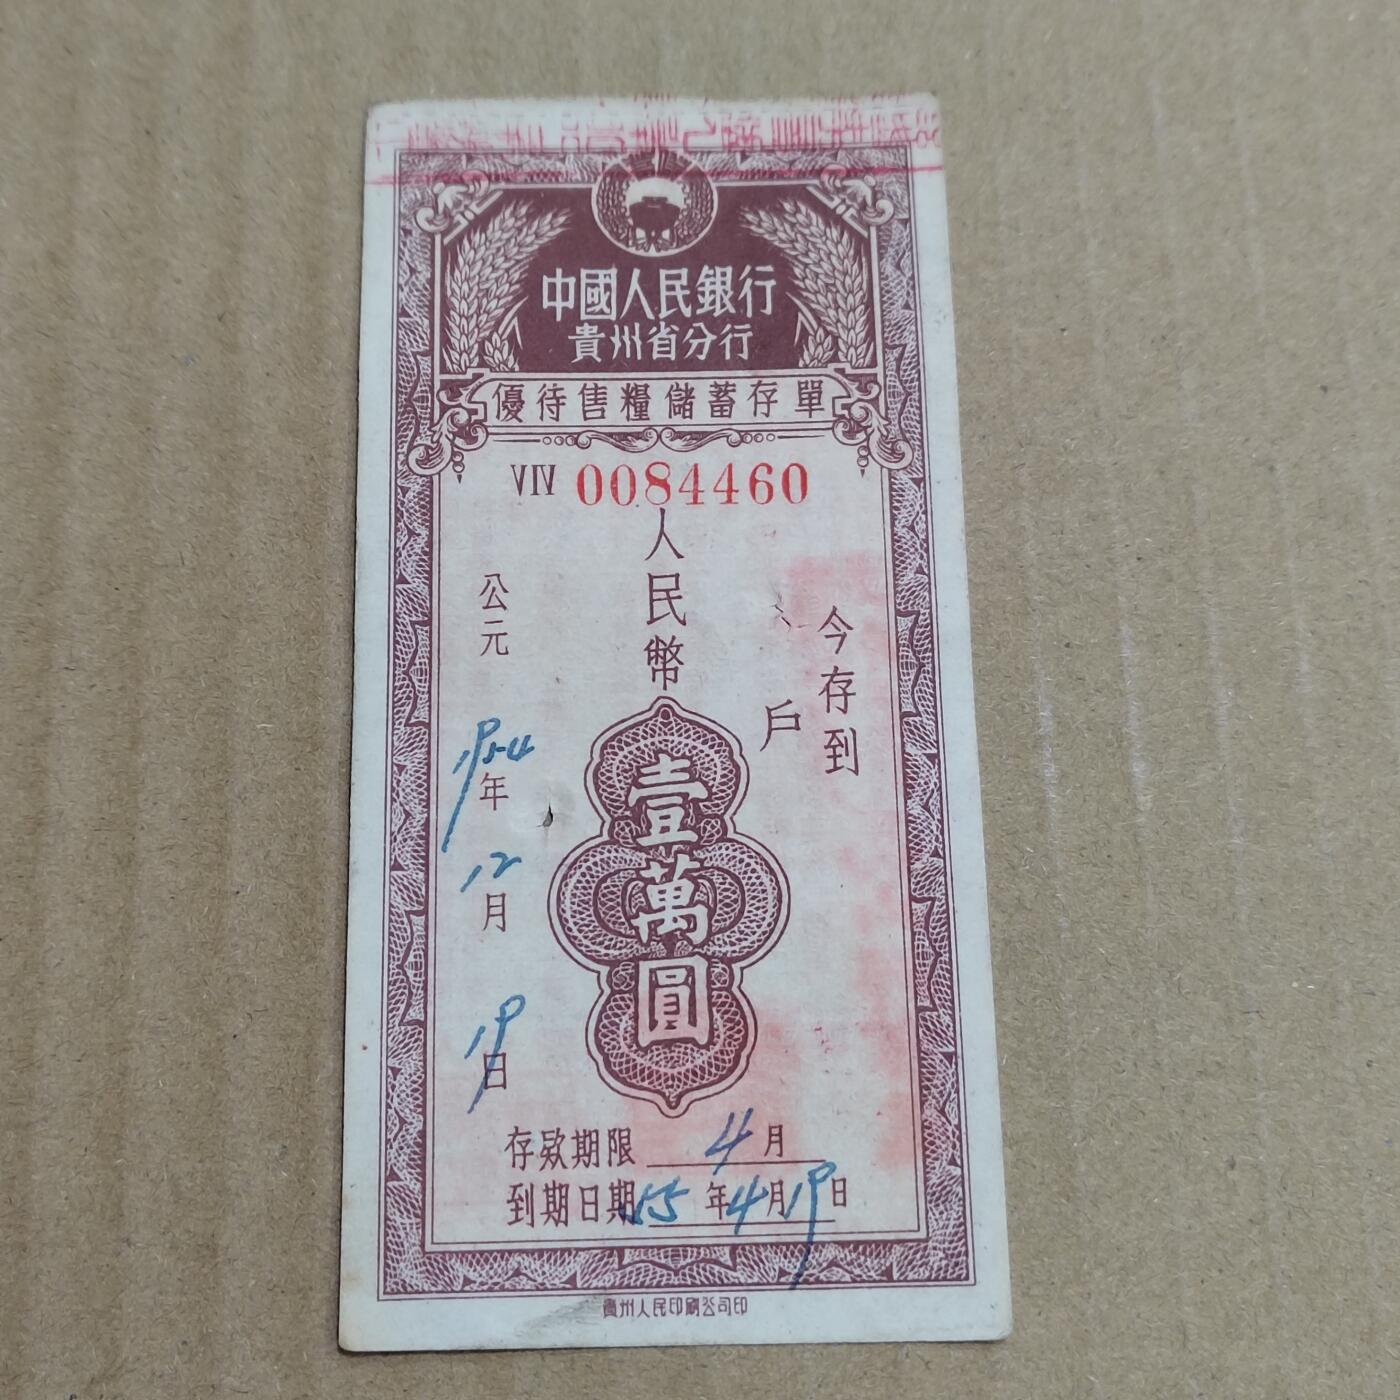 中國人民銀行
貴州省分行
優待售糧儲蓄存單
VIV 0084460
今存到
戶
人民幣
壹萬圓
公元
1954年
12月
19日
存款期限 4月
到期日期 55年4月19日
貴州人民印刷公司印